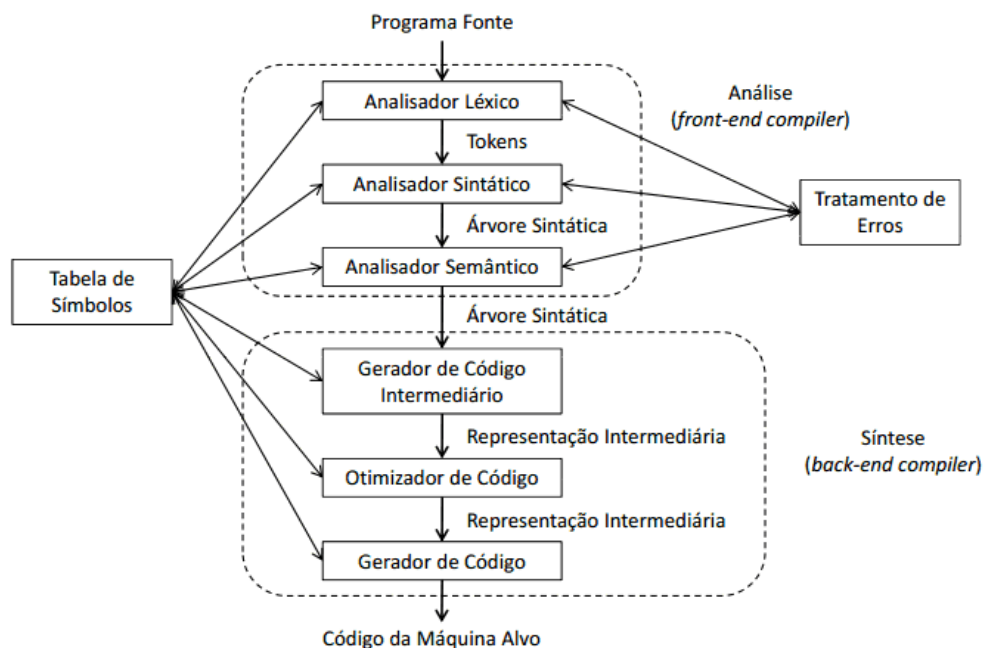 Programa Fonte
Analisador Léxico
Análise
(front-end compiler)
Tokens
Analisador Sintático
Tratamento de
Erros
Árvore Sintática
Analisador Semântico
Tabela de
Símbolos
Árvore Sintática
Gerador de Código
Intermediário
Representação Intermediária
Síntese
(back-end compiler)
Otimizador de Código
Representação Intermediária
Gerador de Código
Código da Máquina Alvo